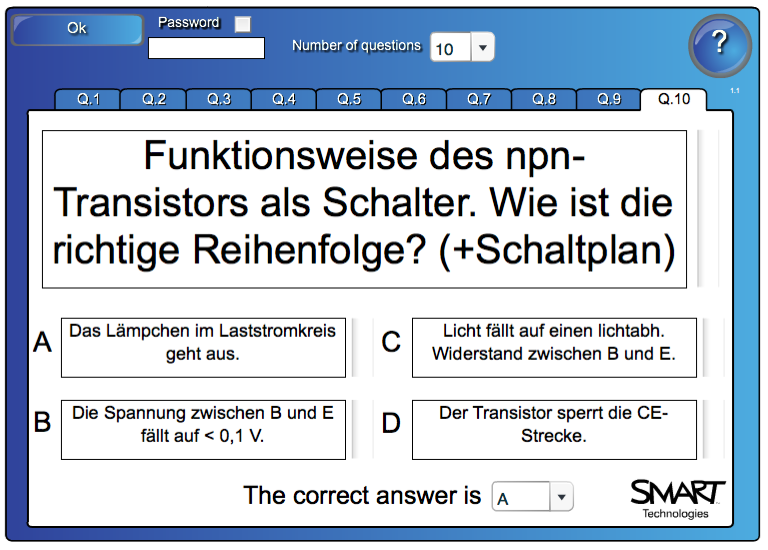 Ok
Password
Number of questions 10
?
1.1
Q.1 Q.2 Q.3 Q.4 Q.5 Q.6 Q.7 Q.8 Q.9 Q.10
Funktionsweise des npn-
Transistors als Schalter. Wie ist die
richtige Reihenfolge? (+Schaltplan)
A
Das Lämpchen im Laststromkreis
geht aus.
C
Licht fällt auf einen lichtabh.
Widerstand zwischen B und E.
B
Die Spannung zwischen B und E
fällt auf < 0,1 V.
D
Der Transistor sperrt die CE-
Strecke.
The correct answer is A
SMART
Technologies